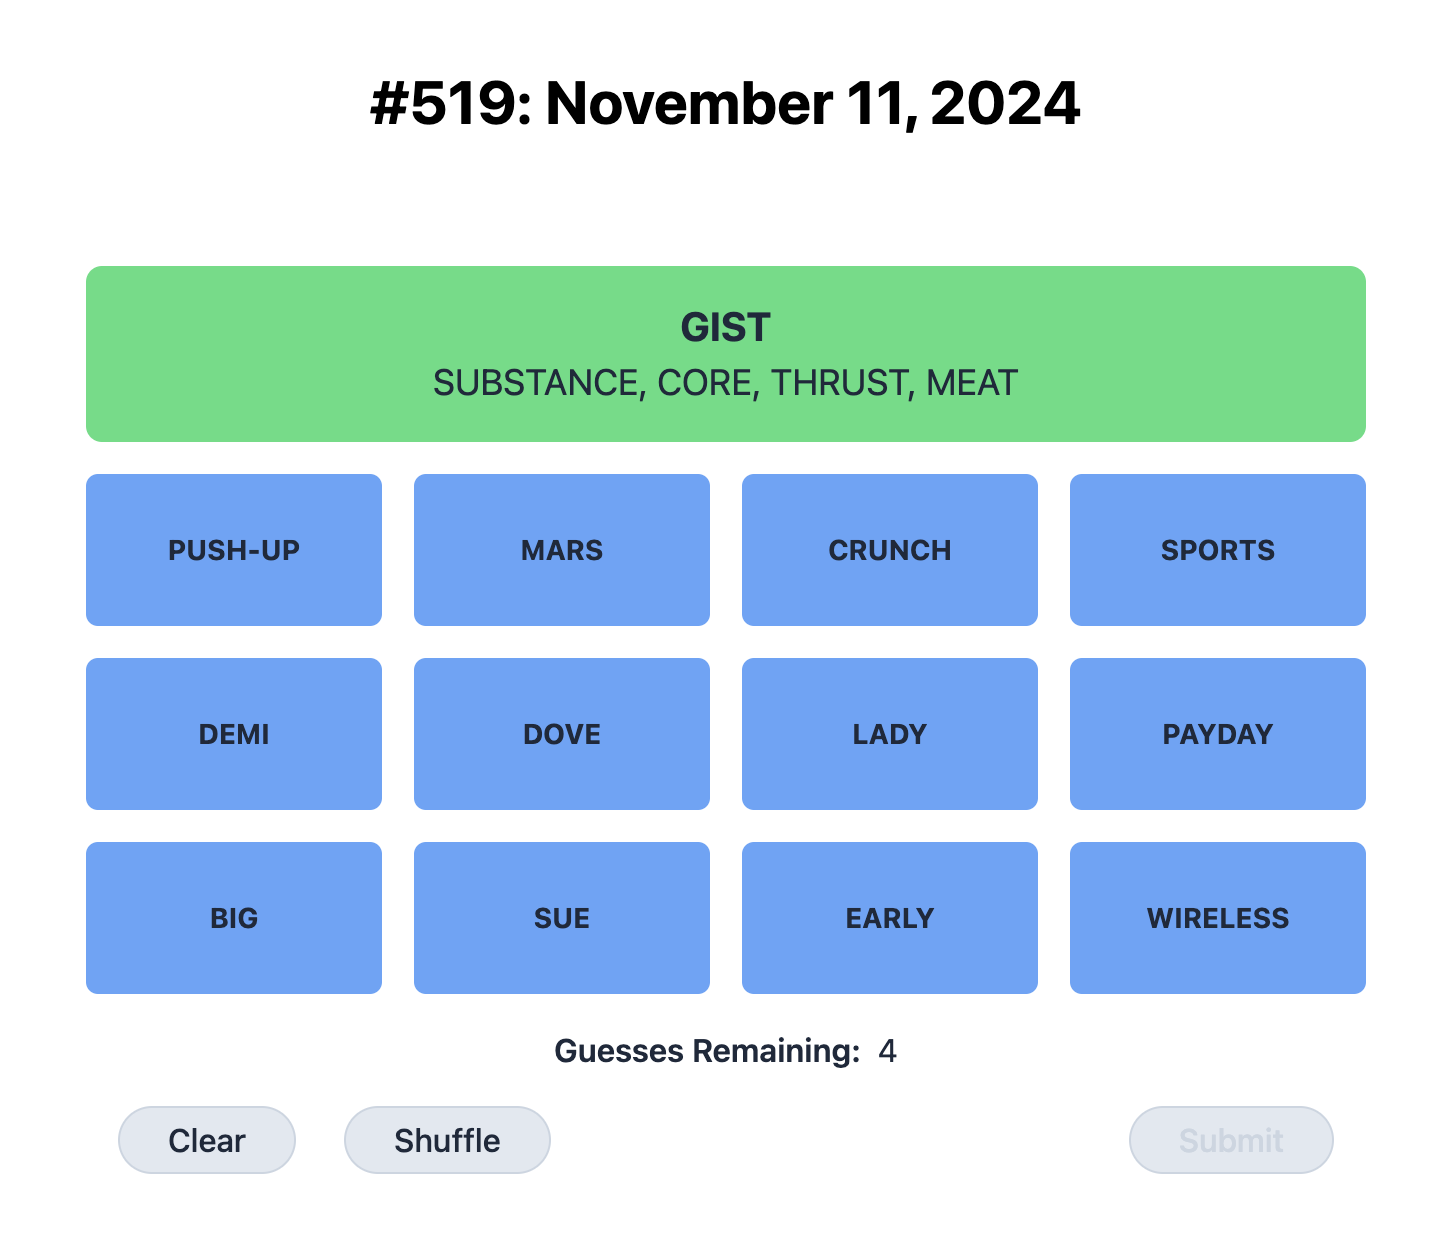 #519: November 11, 2024
GIST
SUBSTANCE, CORE, THRUST, MEAT
PUSH-UP MARS CRUNCH SPORTS
DEMI DOVE LADY PAYDAY
BIG SUE EARLY WIRELESS
Guesses Remaining: 4
Clear Shuffle Submit